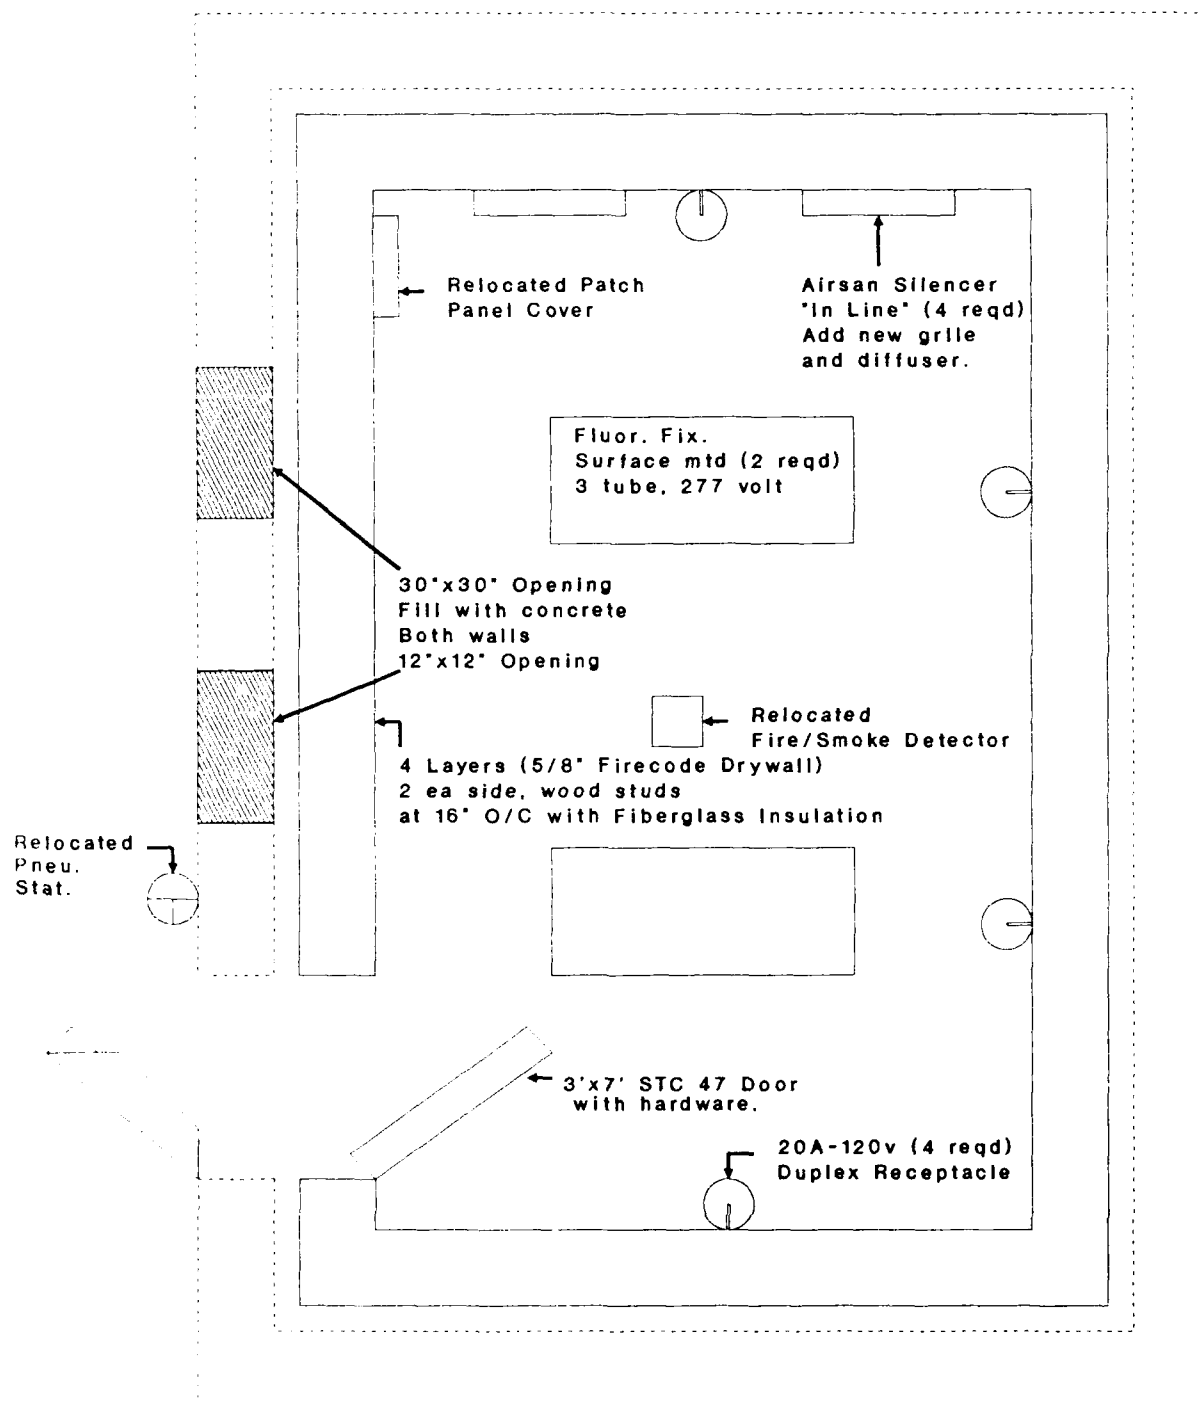 Relocated Patch
Panel Cover
Airsan Silencer
"In Line" (4 reqd)
Add new grlle
and diffuser.
Fluor. Fix.
Surface mtd (2 reqd)
3 tube, 277 volt
30"x30" Opening
Fill with concrete
Both walls
12"x12" Opening
Relocated
Fire/Smoke Detector
4 Layers (5/8" Firecode Drywall)
2 ea side, wood studs
at 16" O/C with Fiberglass Insulation
Relocated
Pneu.
Stat.
3'x7' STC 47 Door
with hardware.
20A-120v (4 reqd)
Duplex Receptacle